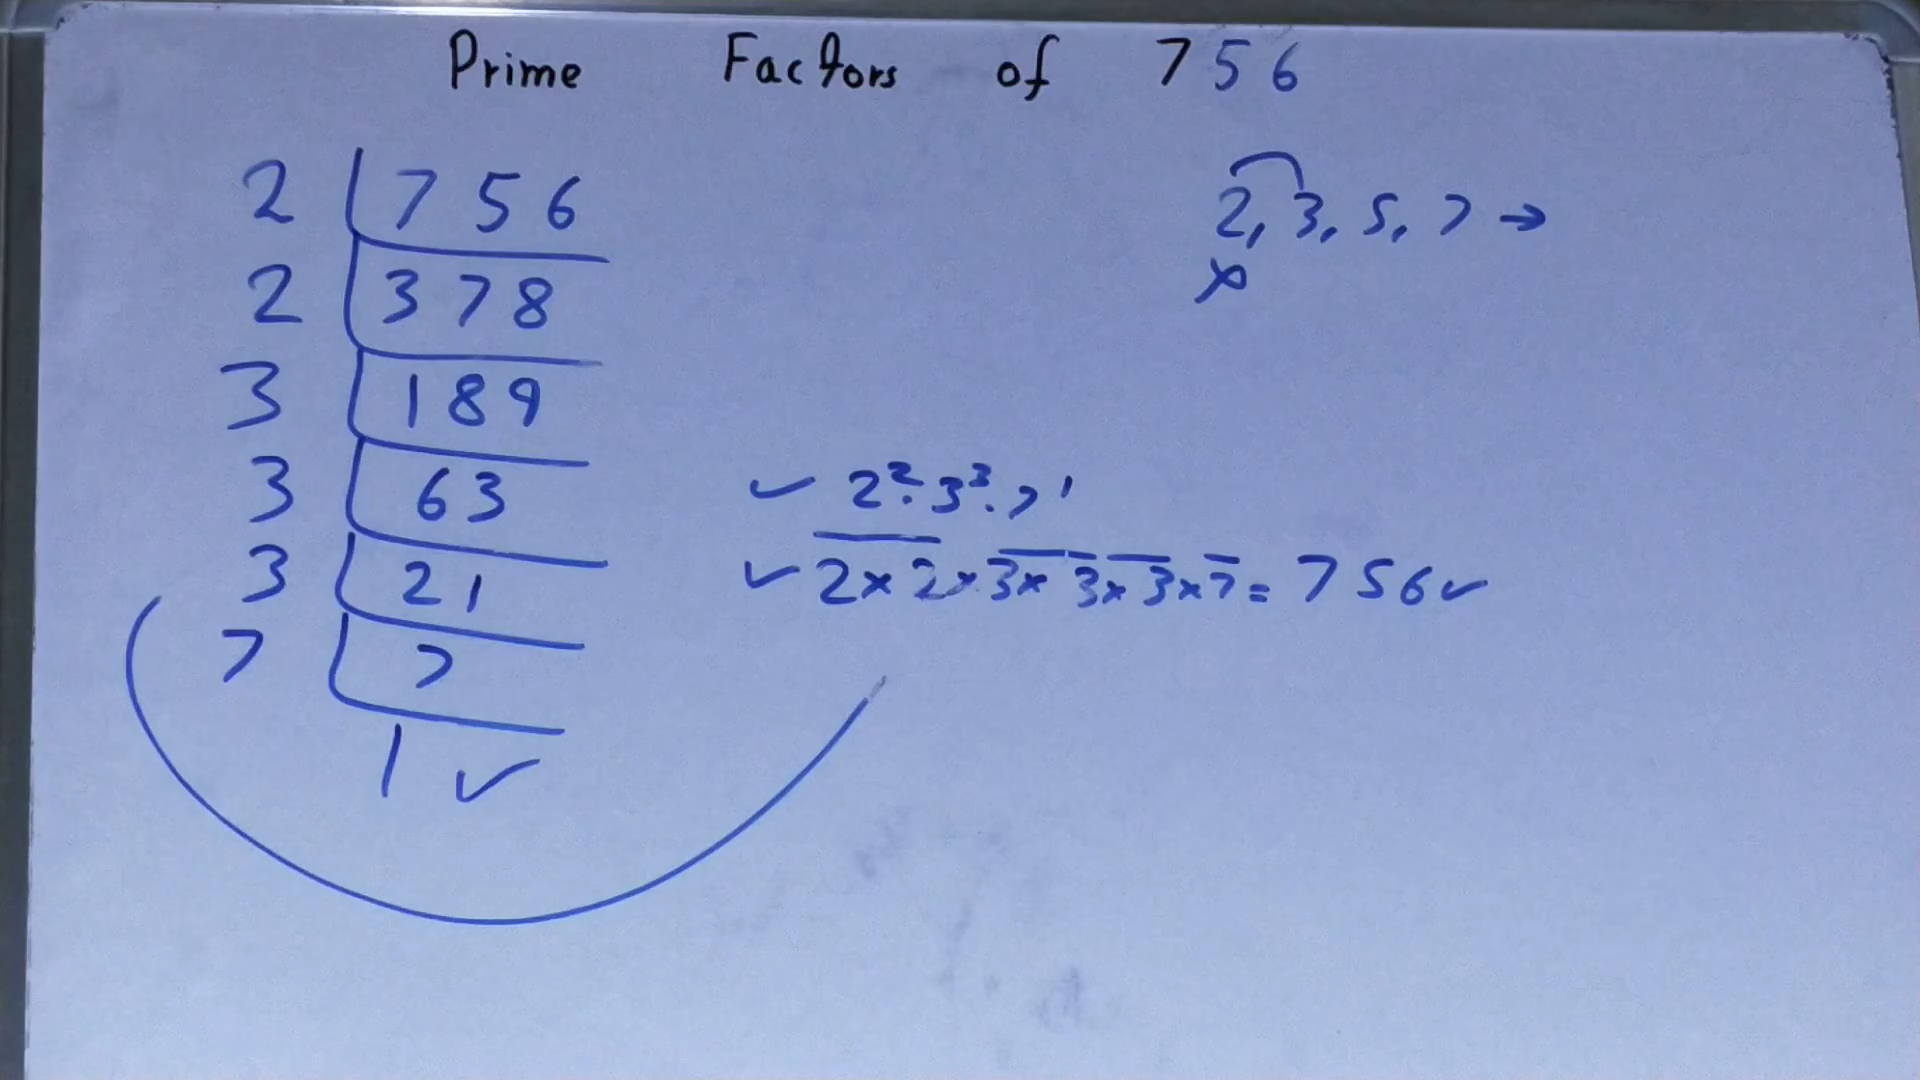 Prime Factors of 756
2 756
2 378
3 189
3 63
3 21
7 7
1 ✓
2, 3, 5, 7 →
✓ 2². 3³. 7¹
✓ 2 × 2 × 3 × 3 × 3 × 7 = 756 ✓